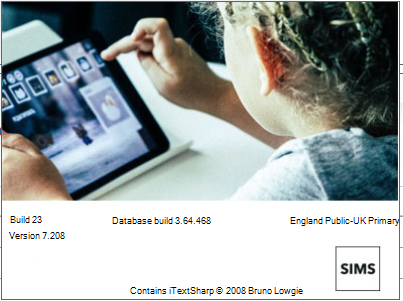 Build 23
Database build 3.64.468
England Public-UK Primary
Version 7.208
SIMS
Contains iTextSharp © 2008 Bruno Lowgie